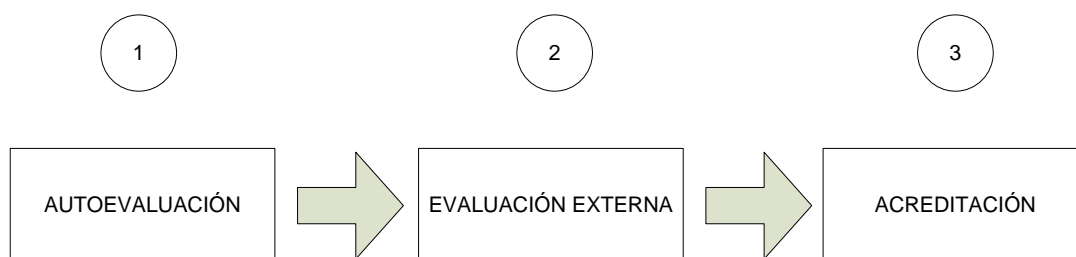 1
2
3
AUTOEVALUACIÓN
EVALUACIÓN EXTERNA
ACREDITACIÓN